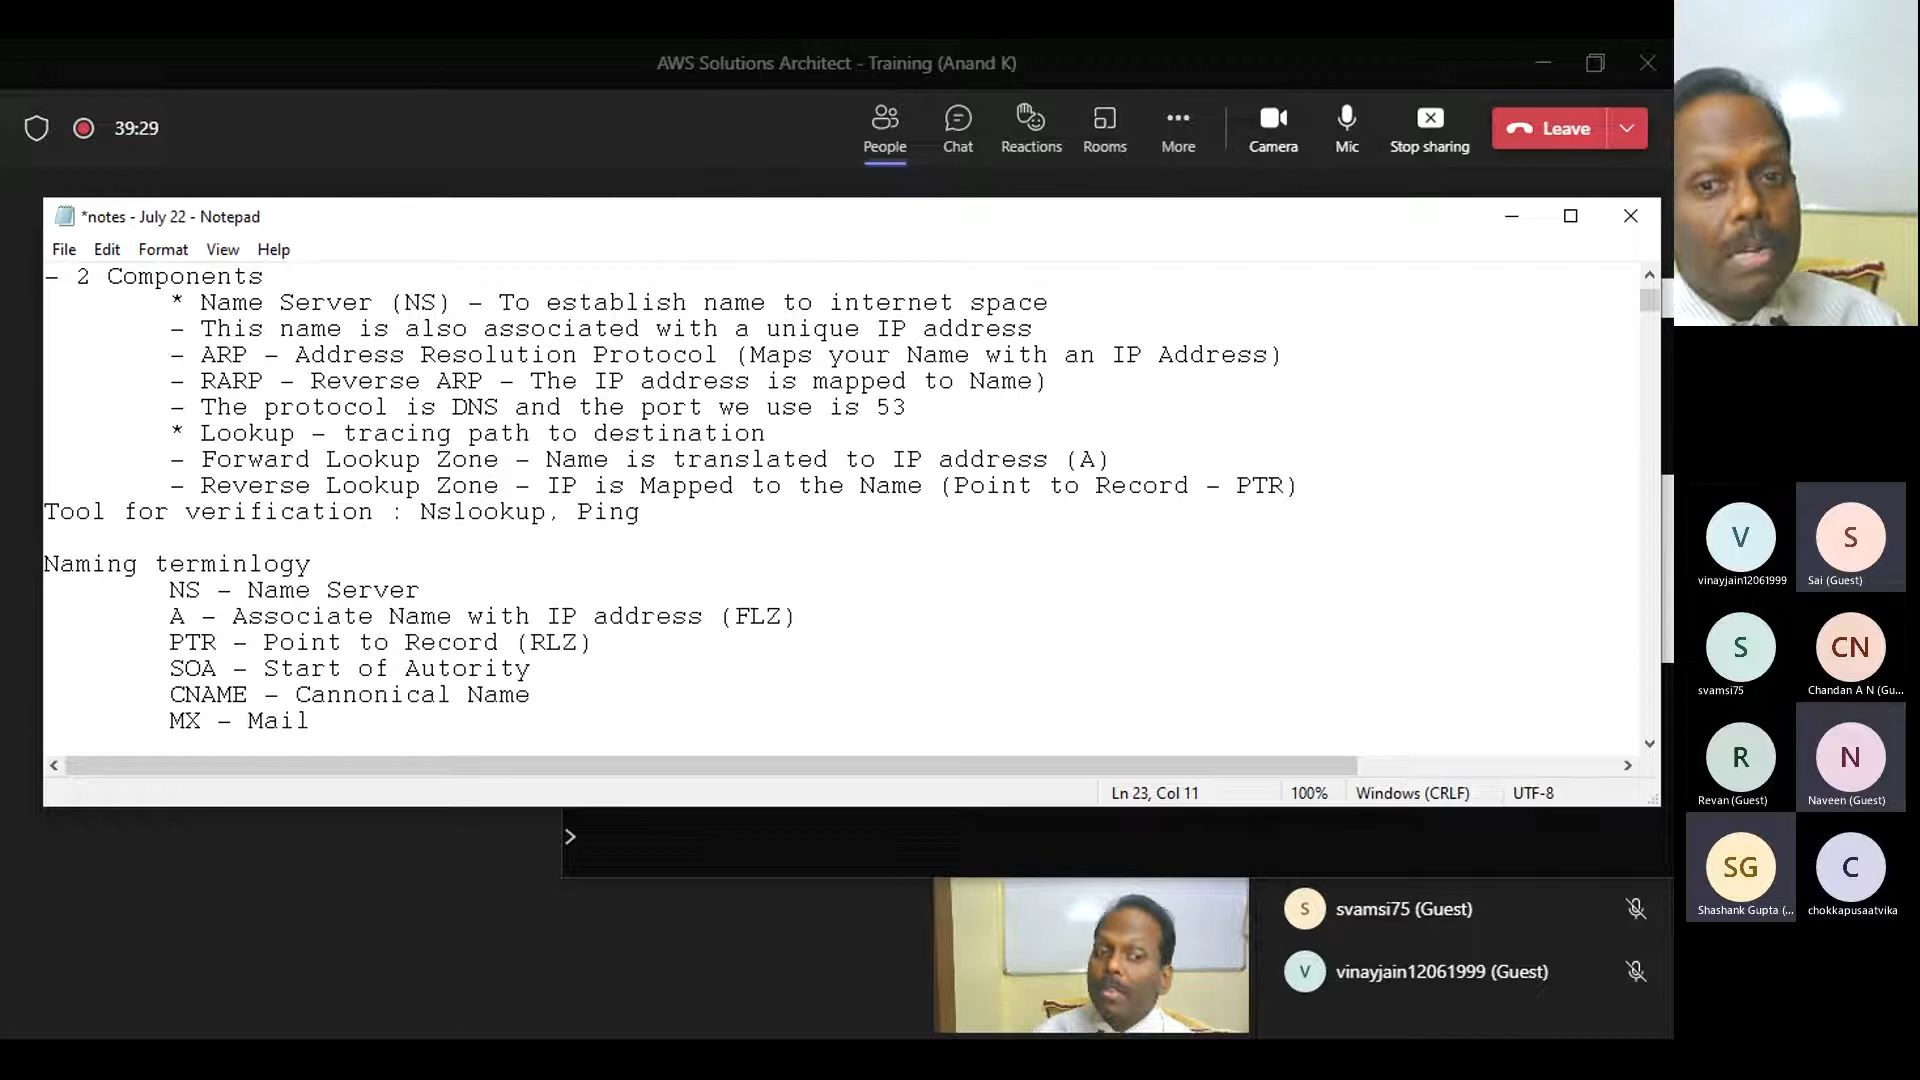 AWS Solutions Architect - Training (Anand K)
39:29
People
Chat
Reactions
Rooms
More
Camera
Mic
Stop sharing
Leave
*notes - July 22 - Notepad
File Edit Format View Help
- 2 Components
* Name Server (NS) - To establish name to internet space
- This name is also associated with a unique IP address
- ARP - Address Resolution Protocol (Maps your Name with an IP Address)
- RARP - Reverse ARP - The IP address is mapped to Name)
- The protocol is DNS and the port we use is 53
* Lookup - tracing path to destination
- Forward Lookup Zone - Name is translated to IP address (A)
- Reverse Lookup Zone - IP is Mapped to the Name (Point to Record - PTR)
Tool for verification : Nslookup, Ping
Naming terminlogy
NS - Name Server
A - Associate Name with IP address (FLZ)
PTR - Point to Record (RLZ)
SOA - Start of Autority
CNAME - Cannonical Name
MX - Mail
Ln 23, Col 11
100%
Windows (CRLF)
UTF-8
S
svamsi75 (Guest)
V
vinayjain12061999 (Guest)
V
vinayjain12061999
S
Sai (Guest)
S
svamsi75
CN
Chandan A N (Gu...
R
Revan (Guest)
N
Naveen (Guest)
SG
Shashank Gupta (...
C
chokkapusaatvika